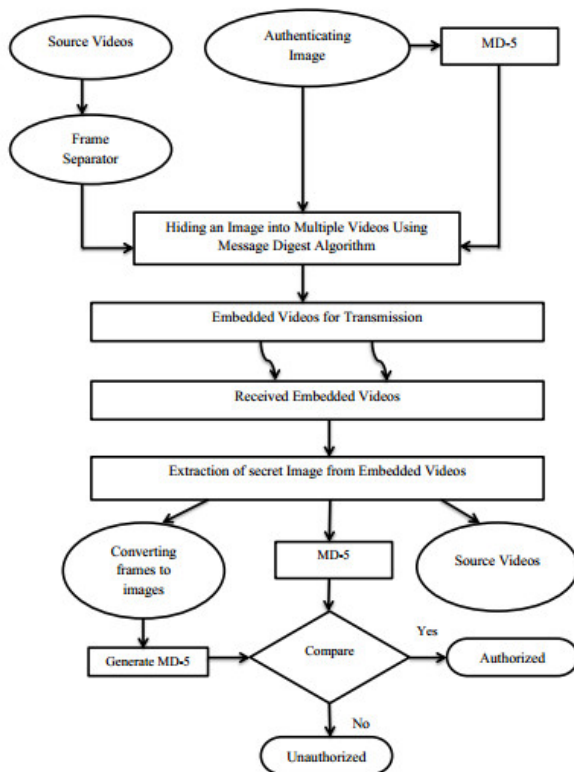 Source Videos
Authenticating
Image
MD-5
Frame
Separator
Hiding an Image into Multiple Videos Using
Message Digest Algorithm
Embedded Videos for Transmission
Received Embedded Videos
Extraction of secret Image from Embedded Videos
Converting
frames to
images
MD-5
Source Videos
Generate MD-5
Compare
Yes
Authorized
No
Unauthorized